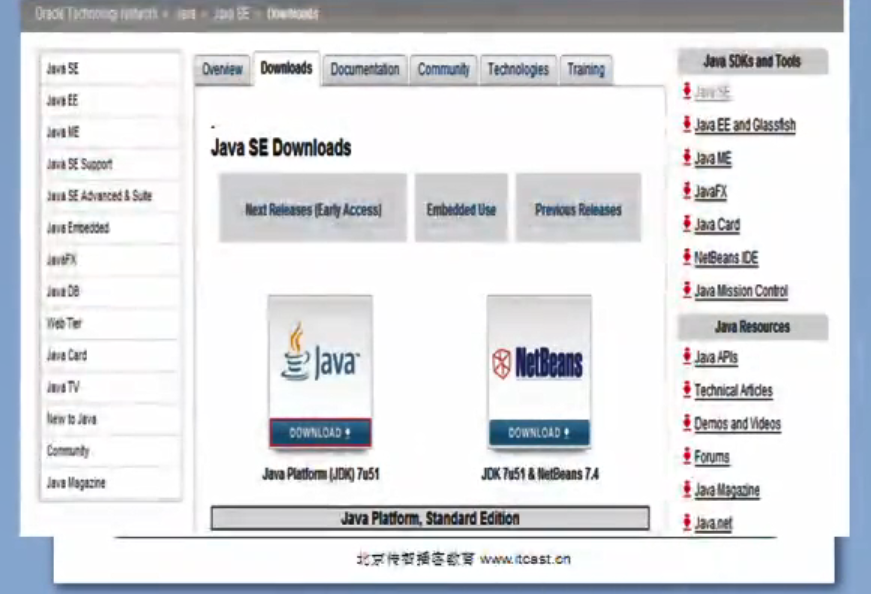 Oracle Technology Network > Java > Java SE > Downloads
Java SE
Java EE
Java ME
Java SE Support
Java SE Advanced & Suite
Java Embedded
JavaFX
Java DB
Web Tier
Java Card
Java TV
New to Java
Community
Java Magazine
Overview Downloads Documentation Community Technologies Training
Java SE Downloads
Next Releases (Early Access) Embedded Use Previous Releases
Java
DOWNLOAD
Java Platform (JDK) 7u51
NetBeans
DOWNLOAD
JDK 7u51 & NetBeans 7.4
Java Platform, Standard Edition
Java SDKs and Tools
Java SE
Java EE and Glassfish
Java ME
JavaFX
Java Card
NetBeans IDE
Java Mission Control
Java Resources
Java APIs
Technical Articles
Demos and Videos
Forums
Java Magazine
Java.net
北京传智播客教育 www.itcast.cn